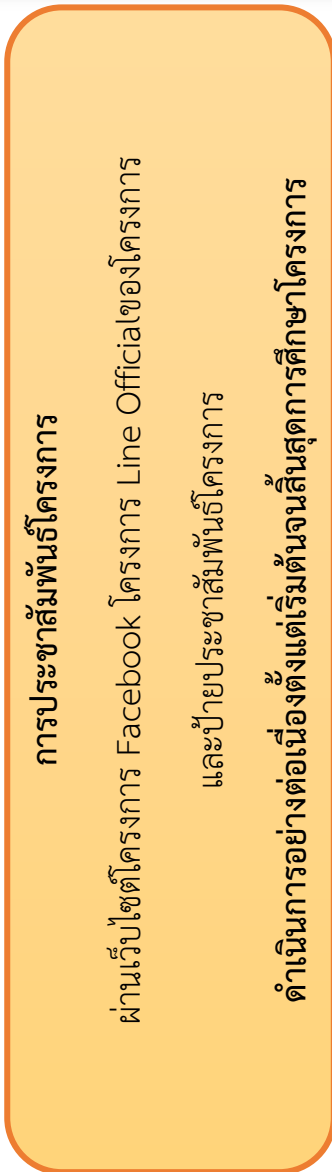 การประชาสัมพันธ์โครงการ
ผ่านเว็บไซต์โครงการ Facebook โครงการ Line Officialของโครงการ
และป้ายประชาสัมพันธ์โครงการ
ดำเนินการอย่างต่อเนื่องตั้งแต่เริ่มต้นจนสิ้นสุดการศึกษาโครงการ